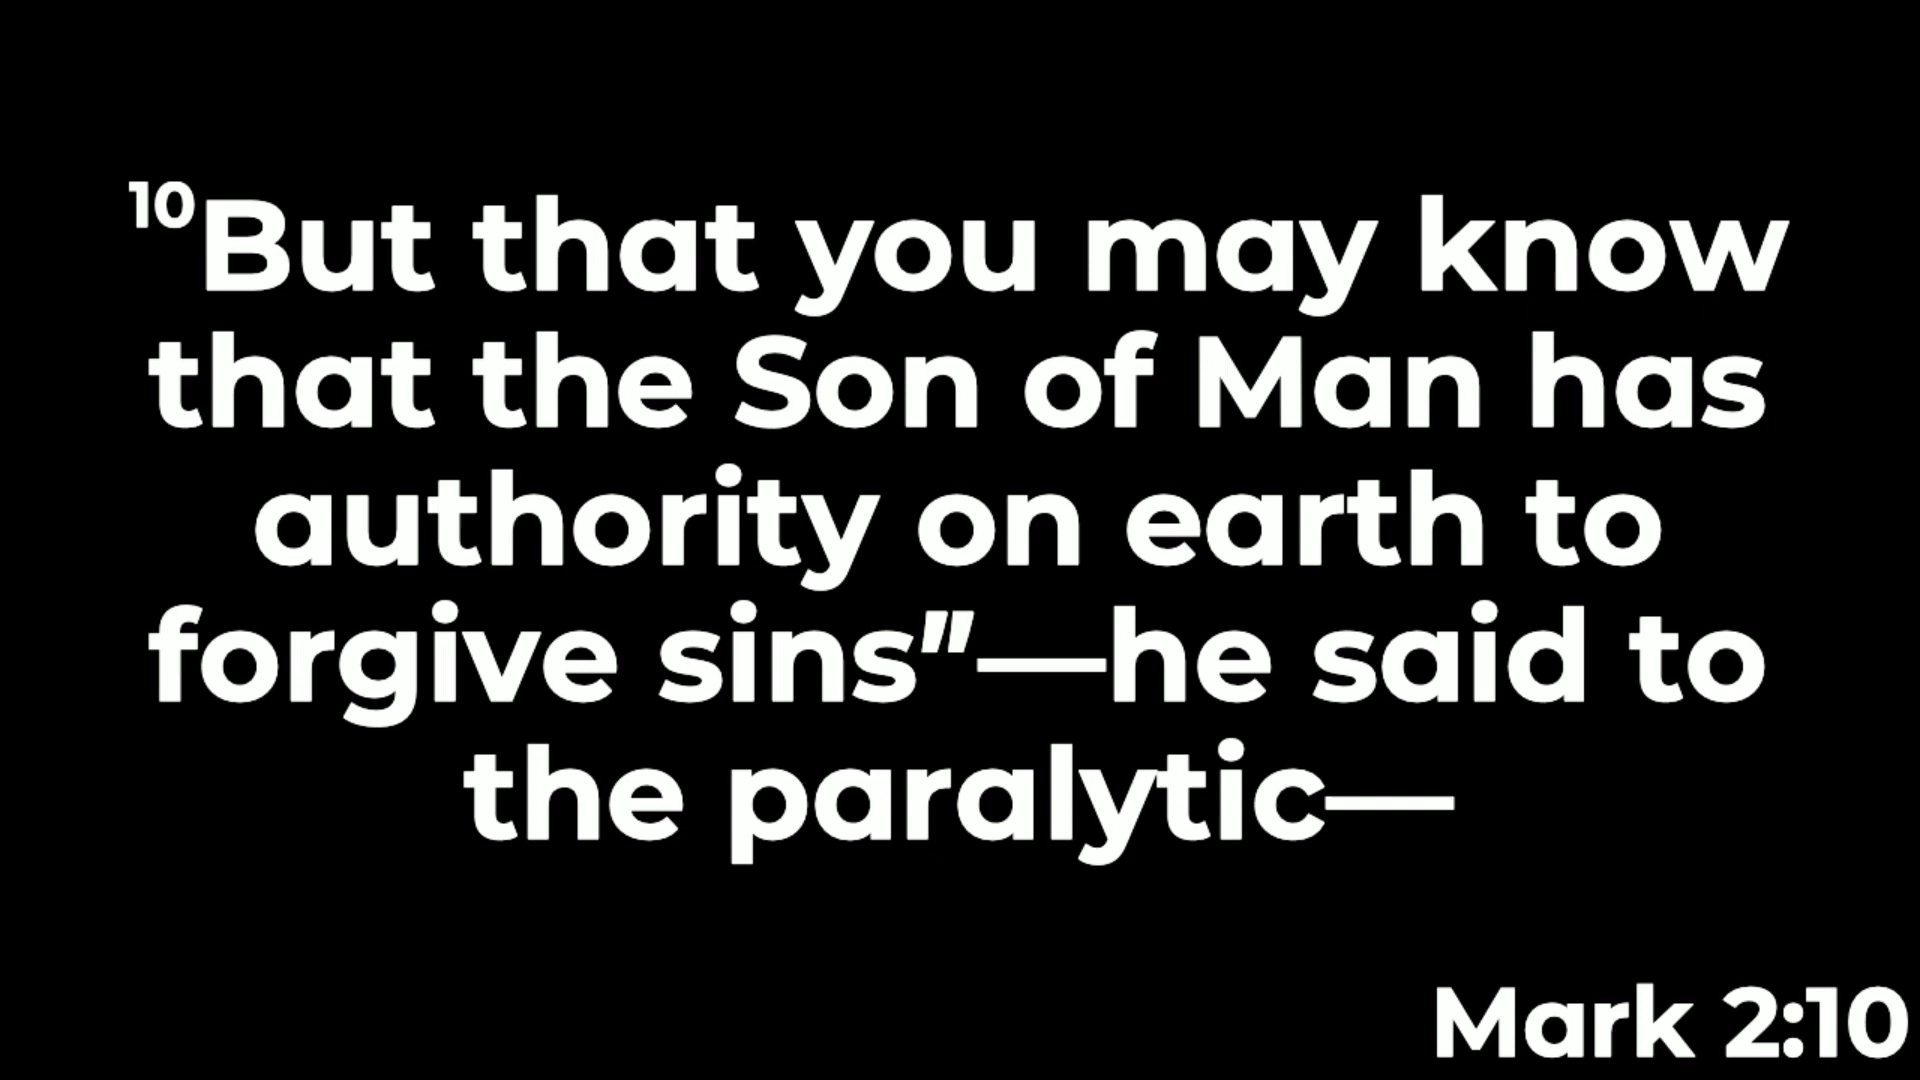 ¹⁰But that you may know
that the Son of Man has
authority on earth to
forgive sins"—he said to
the paralytic—
Mark 2:10